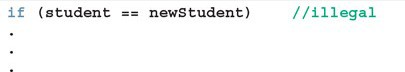 if (student == newStudent)    //illegal
.
.
.